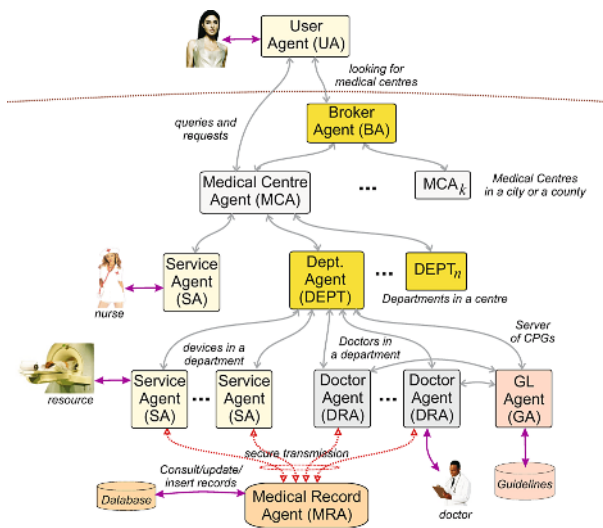 User
Agent (UA)
looking for
medical centres
queries and
requests
Broker
Agent (BA)
Medical Centre
Agent (MCA)
...
MCAk
Medical Centres
in a city or a county
Service
Agent
(SA)
nurse
Dept.
Agent
(DEPT)
...
DEPTn
Departments in a centre
devices in a
department
Doctors in
a department
Server
of CPGs
resource
Service
Agent
(SA)
...
Service
Agent
(SA)
Doctor
Agent
(DRA)
...
Doctor
Agent
(DRA)
GL
Agent
(GA)
secure transmission
Consult/update/
insert records
Database
Medical Record
Agent (MRA)
doctor
Guidelines